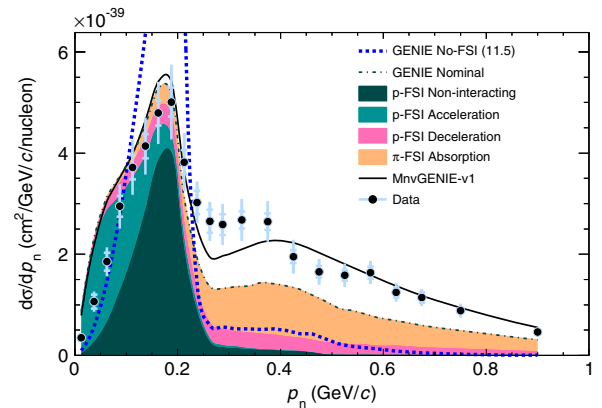 ×10⁻³⁹
6
4
2
0
dσ/dpₙ (cm²/GeV/c/nucleon)
GENIE No-FSI (11.5)
GENIE Nominal
p-FSI Non-interacting
p-FSI Acceleration
p-FSI Deceleration
π-FSI Absorption
MnvGENIE-v1
Data
0 0.2 0.4 0.6 0.8 1
pₙ (GeV/c)